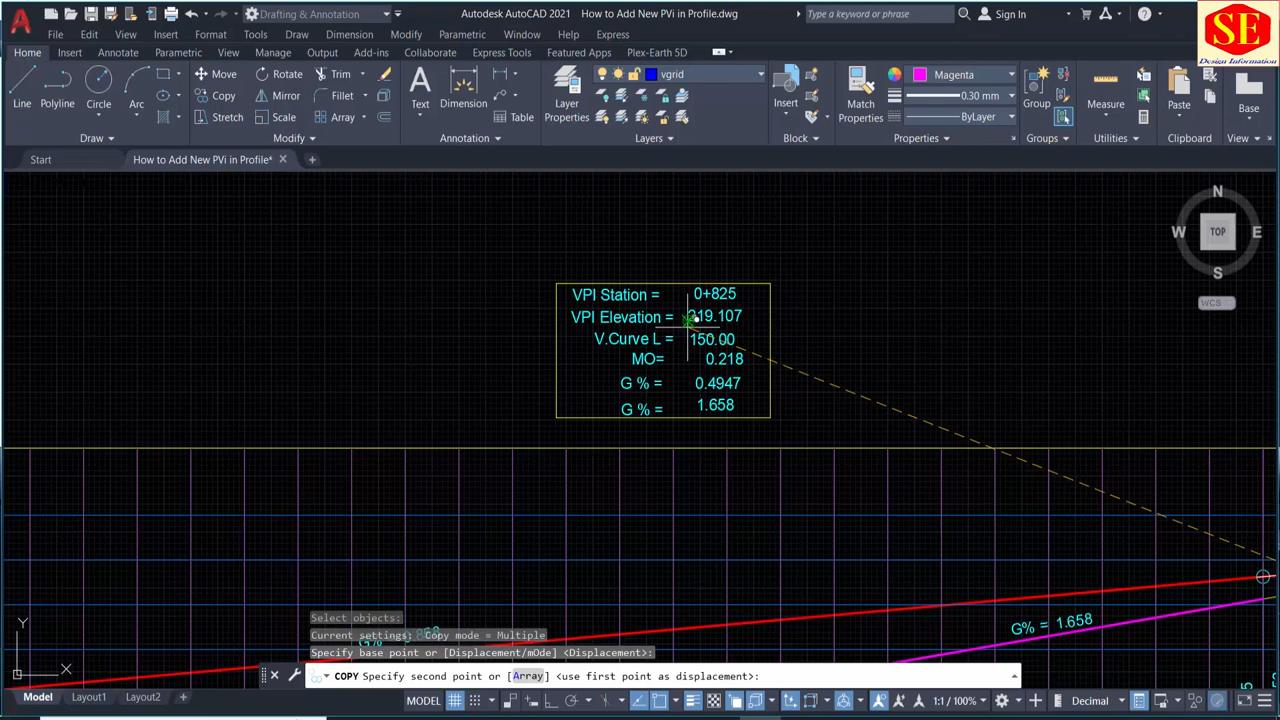 Drafting & Annotation
Autodesk AutoCAD 2021 How to Add New PVi in Profile.dwg
Type a keyword or phrase
Sign In
SE
Design Information
File Edit View Insert Format Tools Draw Dimension Modify Parametric Window Help Express
Home Insert Annotate Parametric View Manage Output Add-ins Collaborate Express Tools Featured Apps Plex-Earth 5D
Line Polyline Circle Arc
Move Rotate Trim
Copy Mirror Fillet
Stretch Scale Array
Text Dimension Table
Layer Properties
vgrid
Insert
Match Properties
Magenta
0.30 mm
ByLayer
Group Measure Paste Base
Draw Modify Annotation Layers Block Properties Groups Utilities Clipboard View
Start How to Add New PVi in Profile*
N
W TOP E
S
WCS
VPI Station = 0+825
VPI Elevation = 219.107
V.Curve L = 150.00
MO= 0.218
G % = 0.4947
G % = 1.658
G% = 1.658
Select objects:
Current settings: Copy mode = Multiple
Specify base point or [Displacement/mOde] <Displacement>:
COPY Specify second point or [Array] <use first point as displacement>:
Y
X
Model Layout1 Layout2
MODEL
1:1 / 100%
Decimal